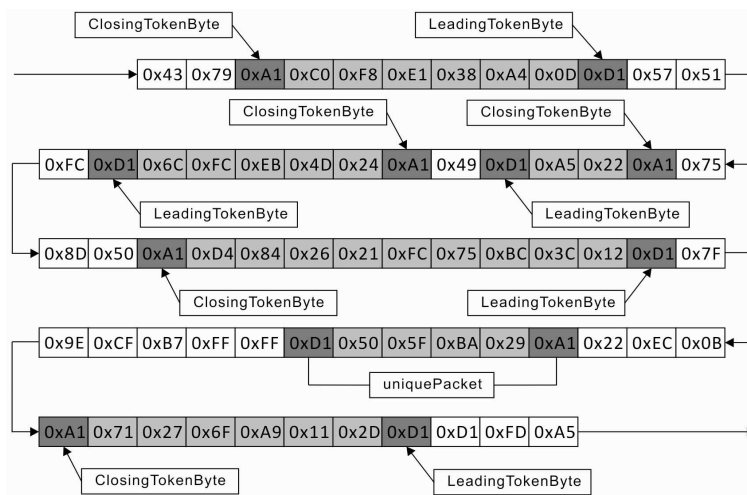 ClosingTokenByte LeadingTokenByte
0x43 0x79 0xA1 0xC0 0xF8 0xE1 0x38 0xA4 0x0D 0xD1 0x57 0x51
ClosingTokenByte ClosingTokenByte
0xFC 0xD1 0x6C 0xFC 0xEB 0x4D 0x24 0xA1 0x49 0xD1 0xA5 0x22 0xA1 0x75
LeadingTokenByte LeadingTokenByte
0x8D 0x50 0xA1 0xD4 0x84 0x26 0x21 0xFC 0x75 0xBC 0x3C 0x12 0xD1 0x7F
ClosingTokenByte LeadingTokenByte
0x9E 0xCF 0xB7 0xFF 0xFF 0xD1 0x50 0x5F 0xBA 0x29 0xA1 0x22 0xEC 0x0B
uniquePacket
0xA1 0x71 0x27 0x6F 0xA9 0x11 0x2D 0xD1 0xD1 0xFD 0xA5
ClosingTokenByte LeadingTokenByte